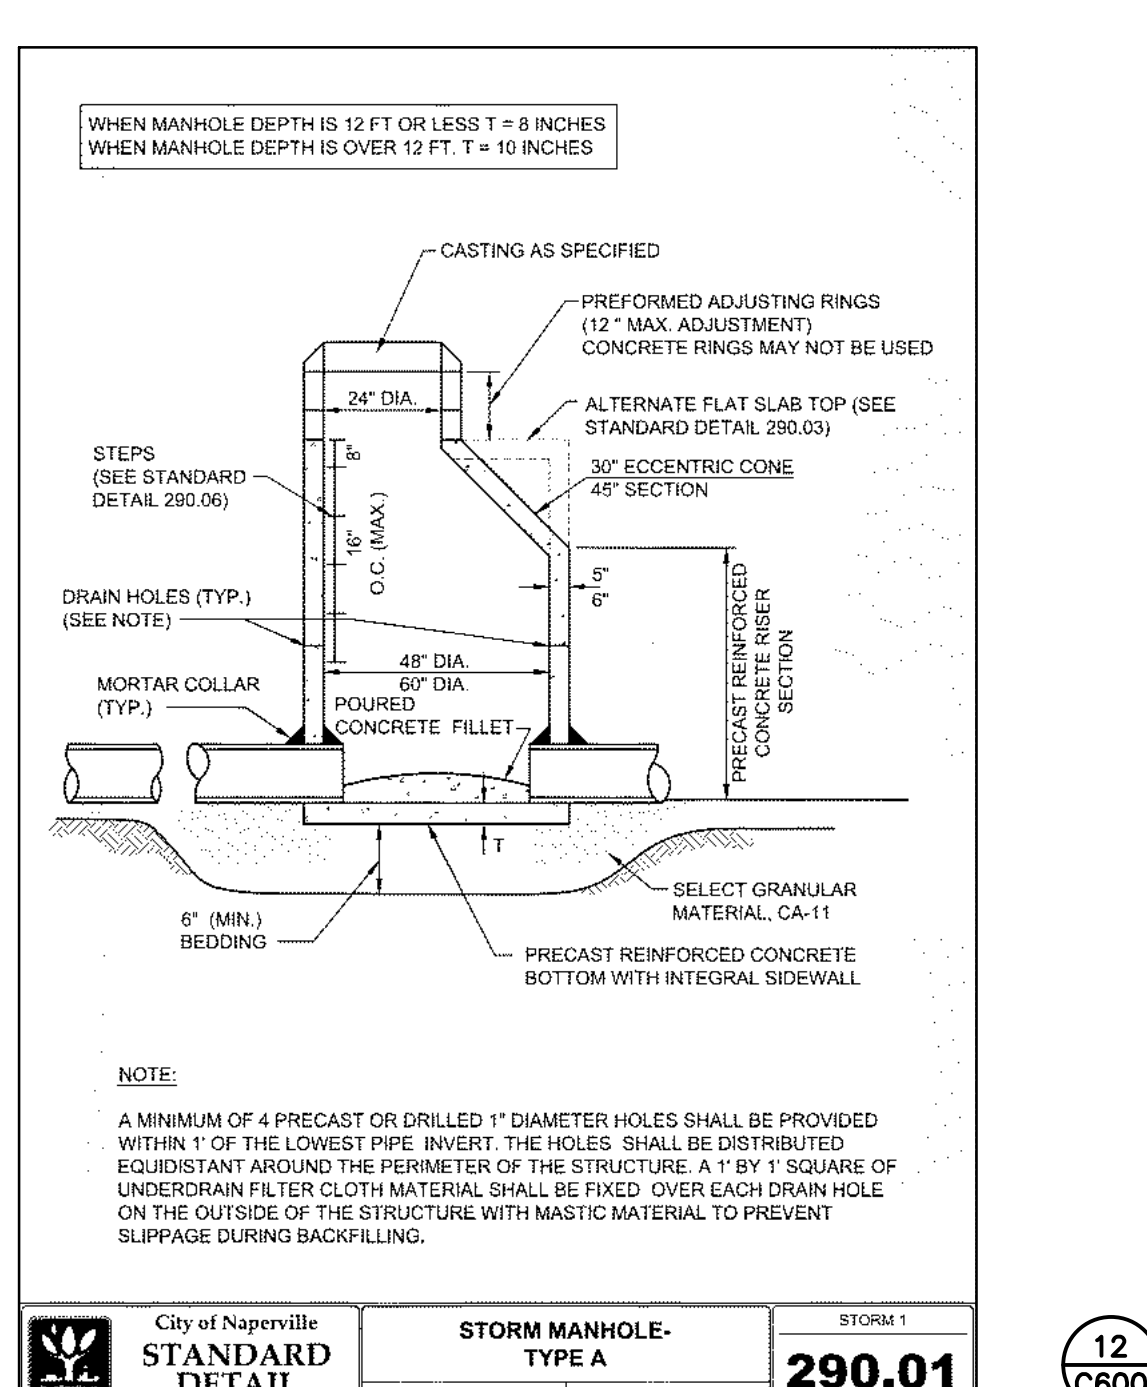 WHEN MANHOLE DEPTH IS 12 FT OR LESS T = 8 INCHES
WHEN MANHOLE DEPTH IS OVER 12 FT. T = 10 INCHES
CASTING AS SPECIFIED
PREFORMED ADJUSTING RINGS
(12 " MAX. ADJUSTMENT)
CONCRETE RINGS MAY NOT BE USED
24" DIA.
ALTERNATE FLAT SLAB TOP (SEE
STANDARD DETAIL 290.03)
STEPS
(SEE STANDARD
DETAIL 290.06)
8"
16"
O.C. (MAX.)
30" ECCENTRIC CONE
45" SECTION
5"
6"
DRAIN HOLES (TYP.)
(SEE NOTE)
PRECAST REINFORCED
CONCRETE RISER
SECTION
48" DIA.
60" DIA.
MORTAR COLLAR
(TYP.)
POURED
CONCRETE FILLET
T
6" (MIN.)
BEDDING
SELECT GRANULAR
MATERIAL, CA-11
PRECAST REINFORCED CONCRETE
BOTTOM WITH INTEGRAL SIDEWALL
NOTE:
A MINIMUM OF 4 PRECAST OR DRILLED 1" DIAMETER HOLES SHALL BE PROVIDED
WITHIN 1' OF THE LOWEST PIPE INVERT. THE HOLES SHALL BE DISTRIBUTED
EQUIDISTANT AROUND THE PERIMETER OF THE STRUCTURE. A 1' BY 1' SQUARE OF
UNDERDRAIN FILTER CLOTH MATERIAL SHALL BE FIXED OVER EACH DRAIN HOLE
ON THE OUTSIDE OF THE STRUCTURE WITH MASTIC MATERIAL TO PREVENT
SLIPPAGE DURING BACKFILLING.
City of Naperville
STANDARD
DETAIL
STORM MANHOLE-
TYPE A
STORM 1
290.01
12
C600